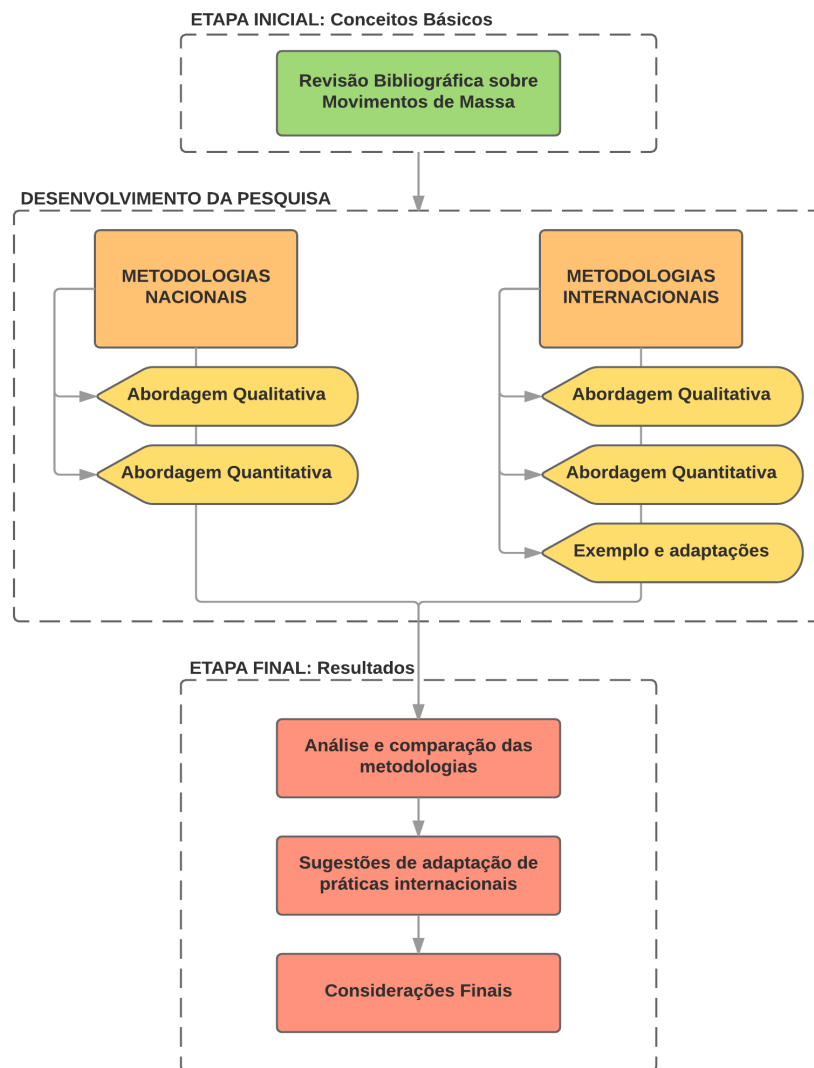 ETAPA INICIAL: Conceitos Básicos
Revisão Bibliográfica sobre
Movimentos de Massa
DESENVOLVIMENTO DA PESQUISA
METODOLOGIAS
NACIONAIS
Abordagem Qualitativa
Abordagem Quantitativa
METODOLOGIAS
INTERNACIONAIS
Abordagem Qualitativa
Abordagem Quantitativa
Exemplo e adaptações
ETAPA FINAL: Resultados
Análise e comparação das
metodologias
Sugestões de adaptação de
práticas internacionais
Considerações Finais